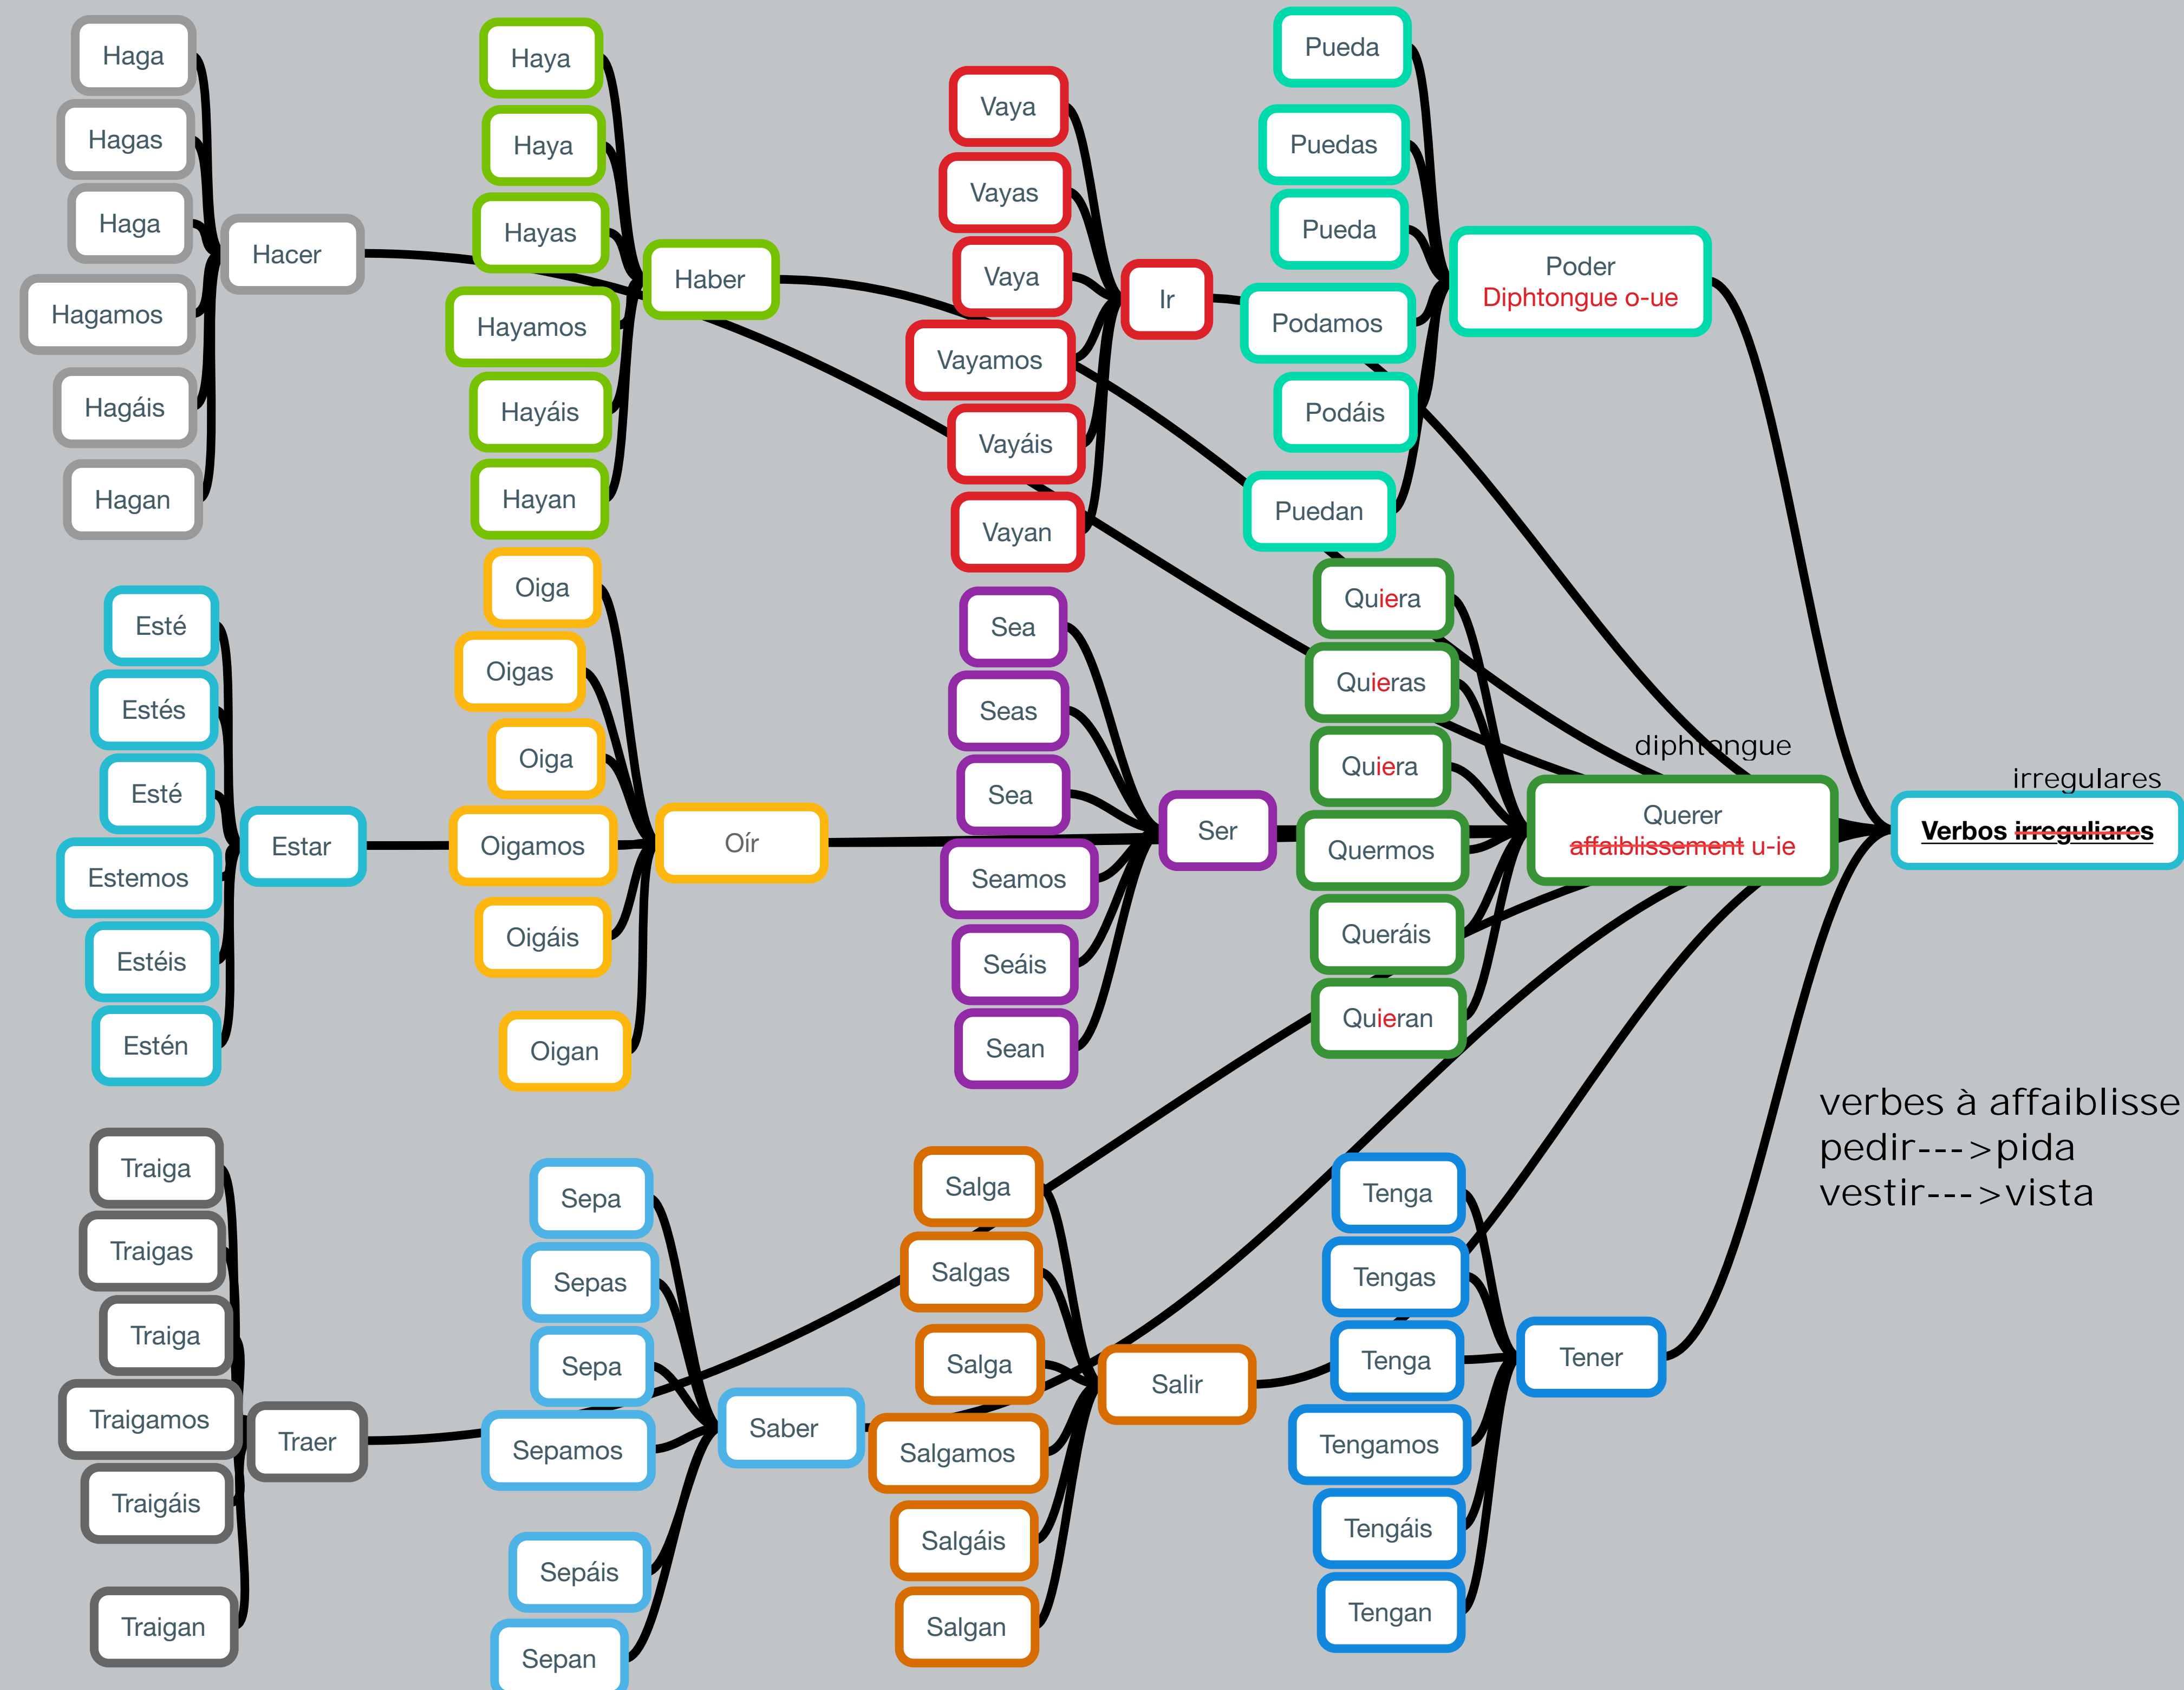 Haga
Hagas
Haga
Hagamos
Hagáis
Hagan
Hacer
Haya
Haya
Hayas
Hayamos
Hayáis
Hayan
Haber
Vaya
Vayas
Vaya
Vayamos
Vayáis
Vayan
Ir
Pueda
Puedas
Pueda
Podamos
Podáis
Puedan
Poder
Diphtongue o-ue
Esté
Estés
Esté
Estemos
Estéis
Estén
Estar
Oiga
Oigas
Oiga
Oigamos
Oigáis
Oigan
Oír
Sea
Seas
Sea
Seamos
Seáis
Sean
Ser
Quiera
Quieras
Quiera
Quermos
Queráis
Quieran
diphtongue
Querer
affaiblissement u-ie
irregulares
Verbos irreguliares
verbes à affaiblisse
pedir--->pida
vestir--->vista
Traiga
Traigas
Traiga
Traigamos
Traigáis
Traigan
Traer
Sepa
Sepas
Sepa
Sepamos
Sepáis
Sepan
Saber
Salga
Salgas
Salga
Salgamos
Salgáis
Salgan
Salir
Tenga
Tengas
Tenga
Tengamos
Tengáis
Tengan
Tener